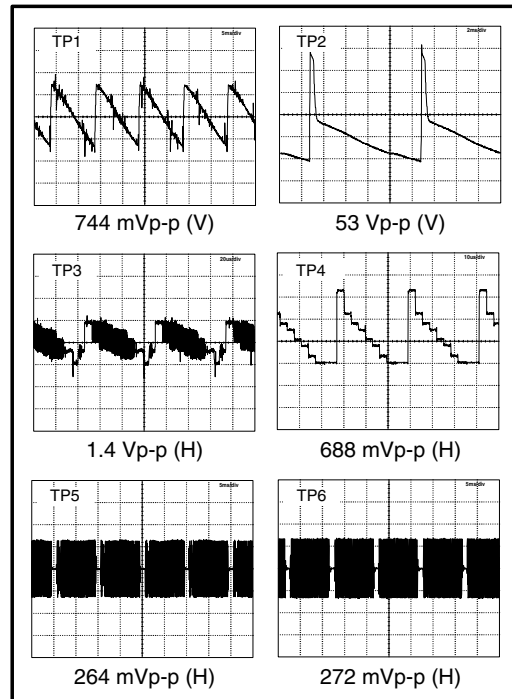 TP1
5ms/div
TP2
2ms/div
744 mVp-p (V)
53 Vp-p (V)
TP3
20us/div
TP4
10us/div
1.4 Vp-p (H)
688 mVp-p (H)
TP5
5ms/div
TP6
5ms/div
264 mVp-p (H)
272 mVp-p (H)